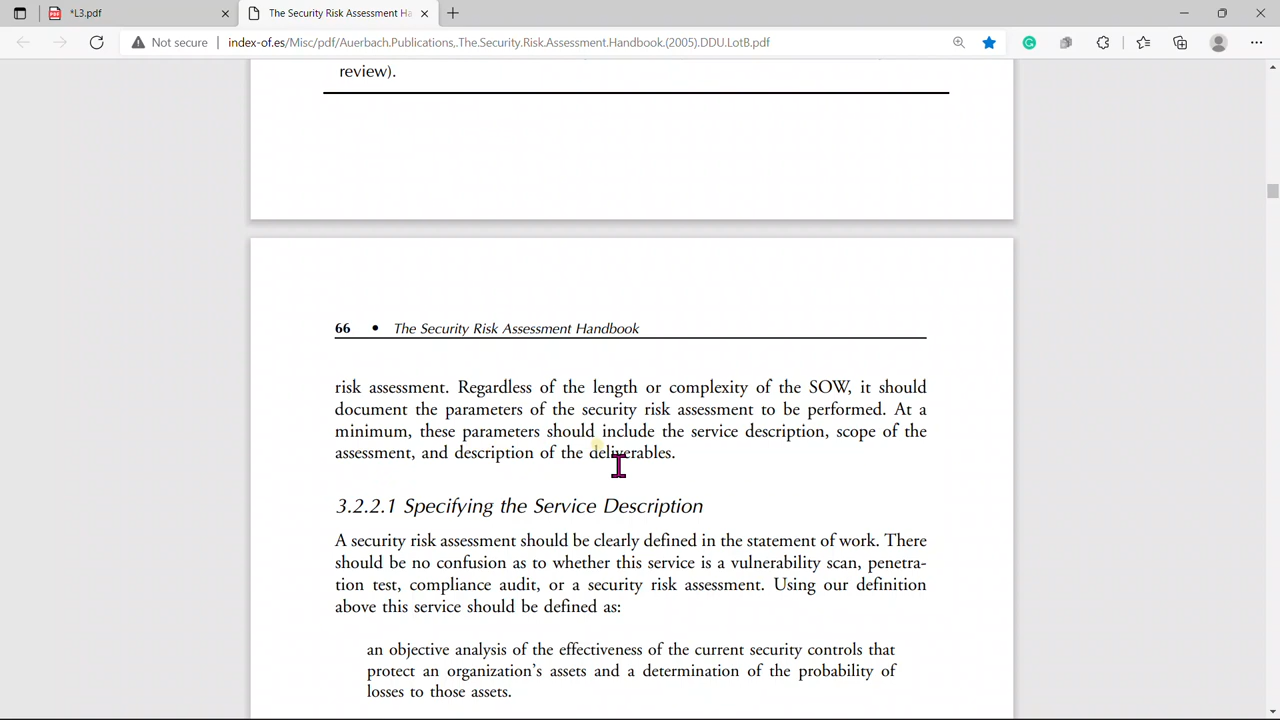 *L3.pdf
The Security Risk Assessment Ha
Not secure
index-of.es/Misc/pdf/Auerbach.Publications,.The.Security.Risk.Assessment.Handbook.(2005).DDU.LotB.pdf
review).
66 • The Security Risk Assessment Handbook
risk assessment. Regardless of the length or complexity of the SOW, it should
document the parameters of the security risk assessment to be performed. At a
minimum, these parameters should include the service description, scope of the
assessment, and description of the deliverables.
3.2.2.1 Specifying the Service Description
A security risk assessment should be clearly defined in the statement of work. There
should be no confusion as to whether this service is a vulnerability scan, penetra-
tion test, compliance audit, or a security risk assessment. Using our definition
above this service should be defined as:
an objective analysis of the effectiveness of the current security controls that
protect an organization's assets and a determination of the probability of
losses to those assets.